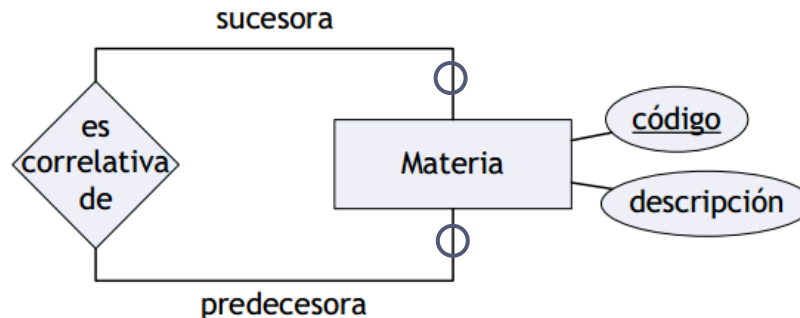 sucesora
es
correlativa
de
Materia
código
descripción
predecesora